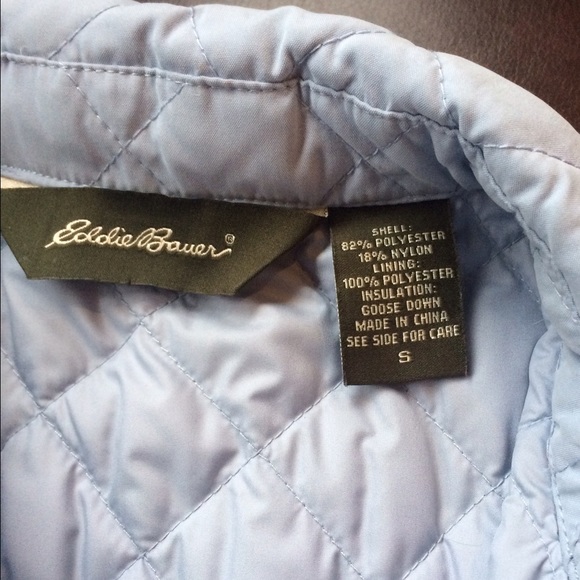 Eddie Bauer®
SHELL:
82% POLYESTER
18% NYLON
LINING:
100% POLYESTER
INSULATION:
GOOSE DOWN
MADE IN CHINA
SEE SIDE FOR CARE
S